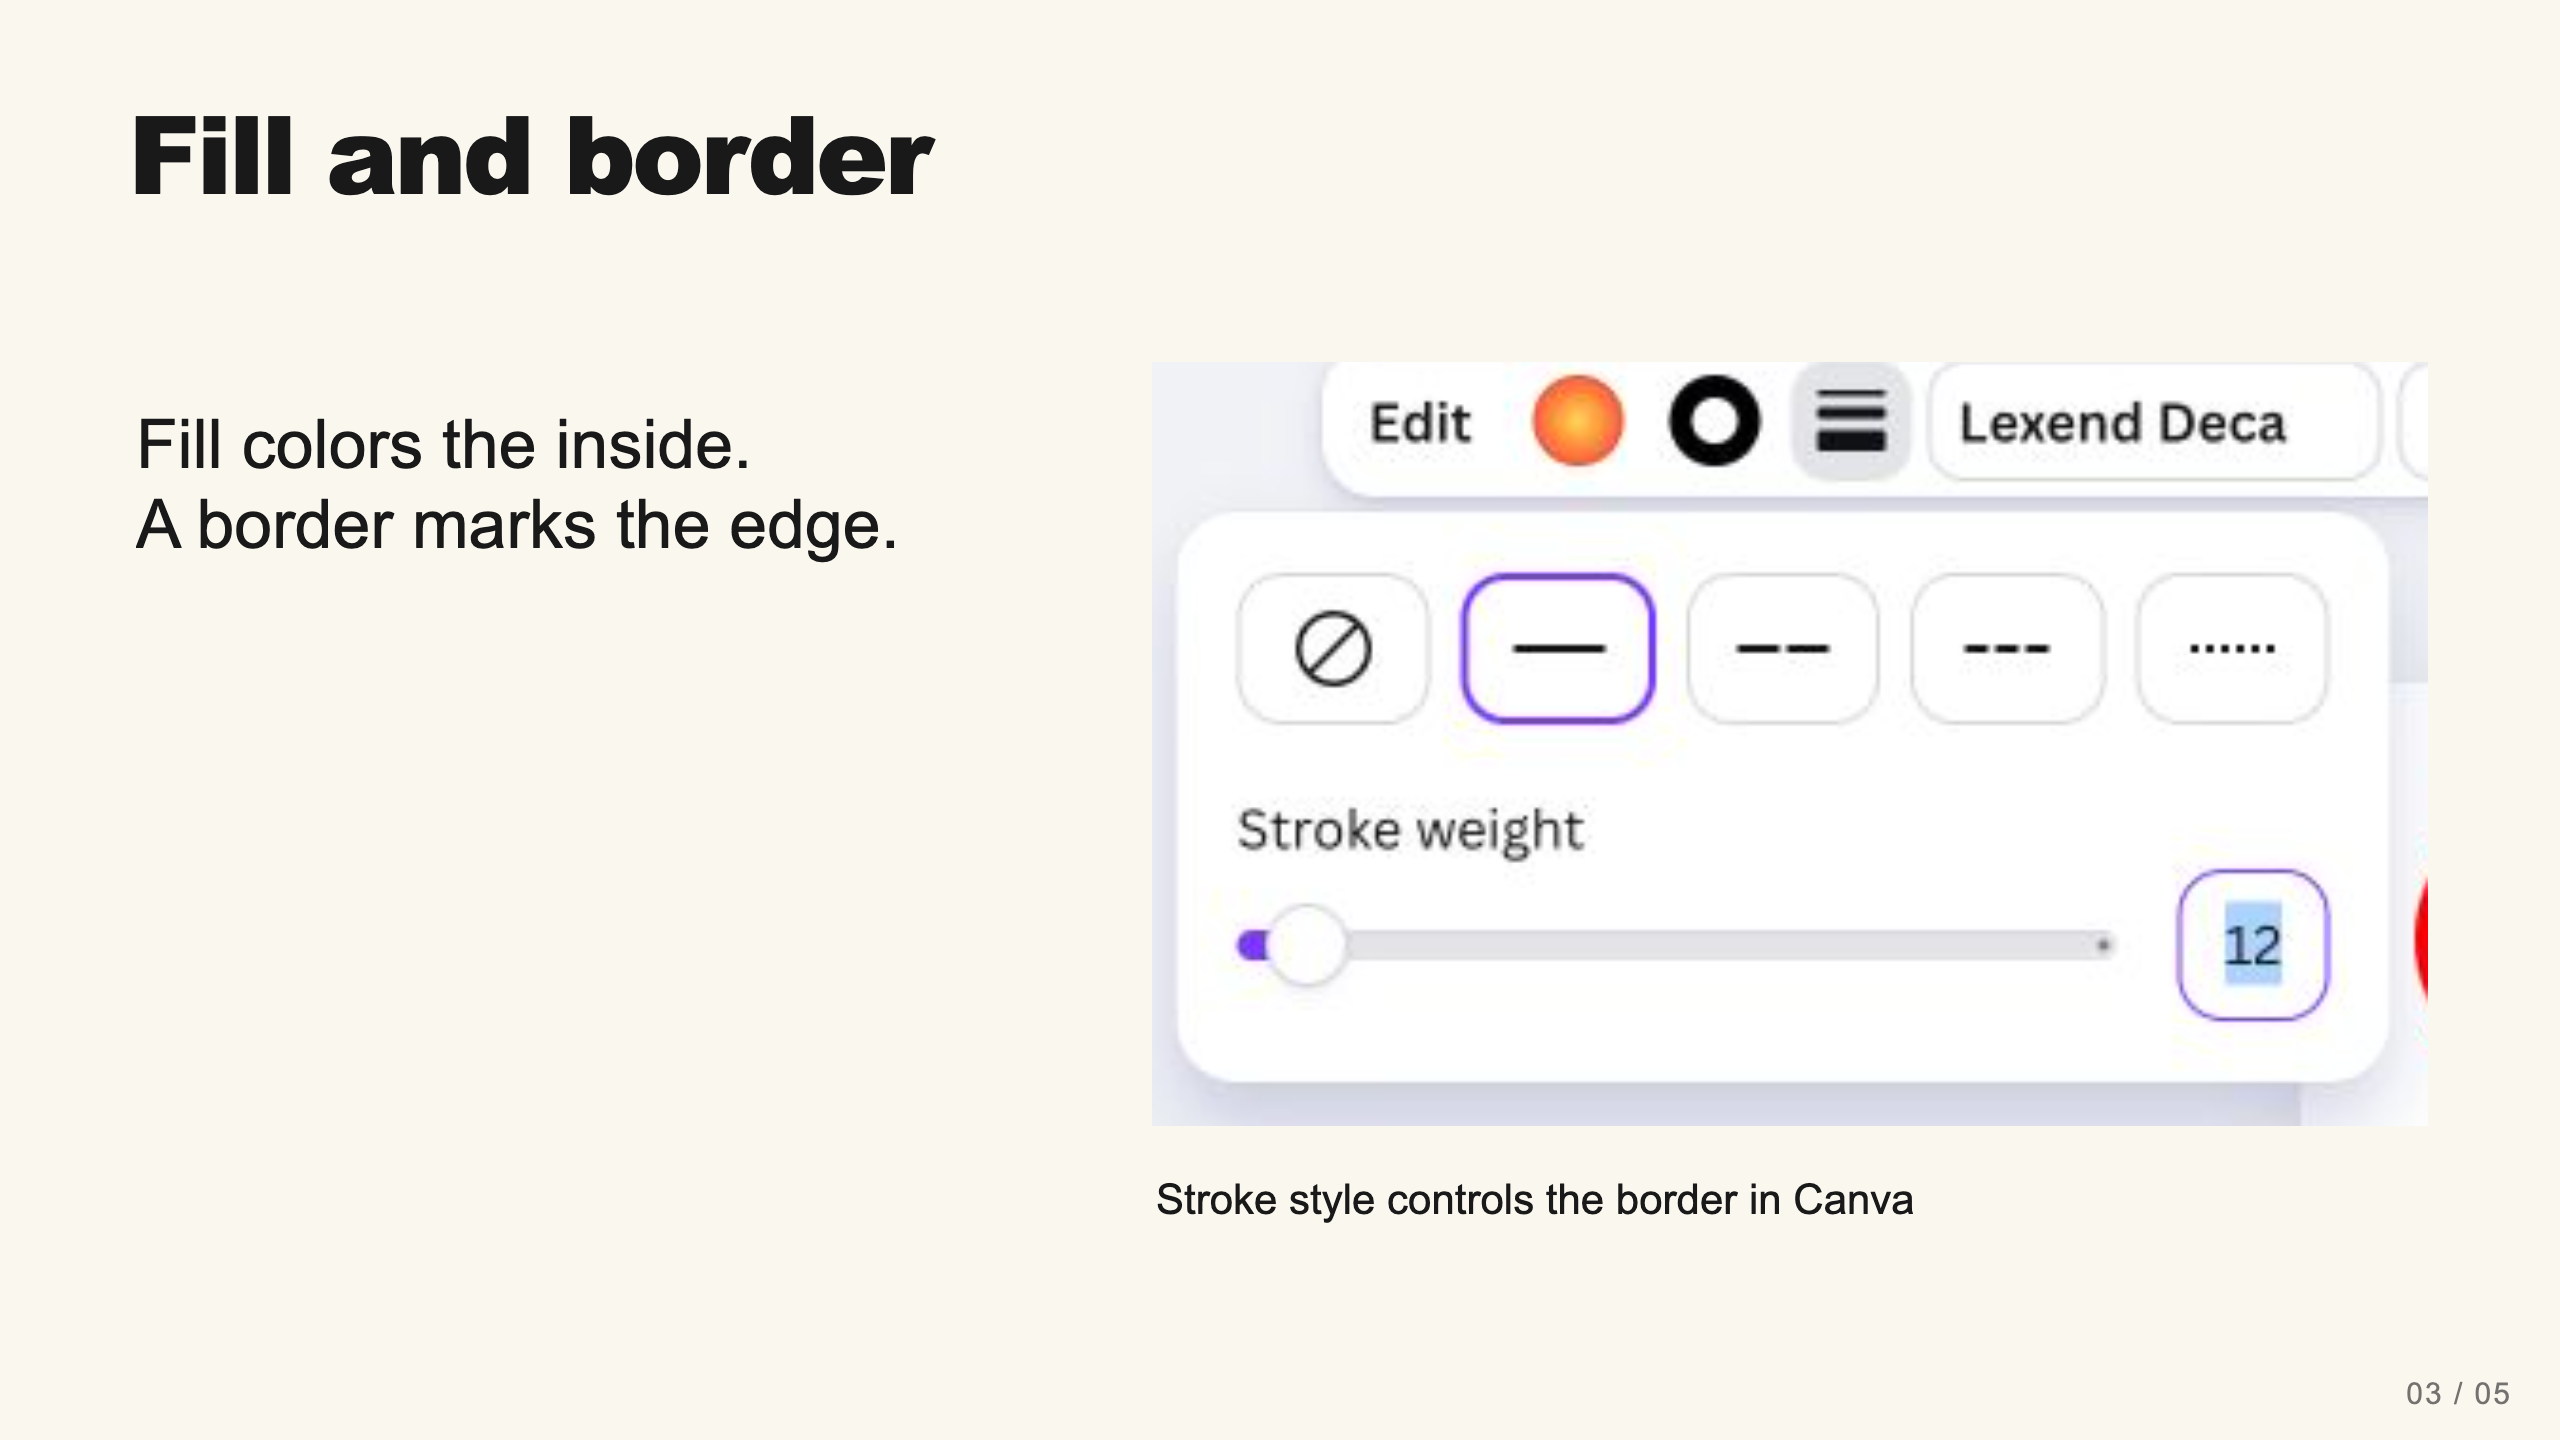 Fill and border
Fill colors the inside.
A border marks the edge.
Edit
Lexend Deca
Stroke weight
12
Stroke style controls the border in Canva
03 / 05